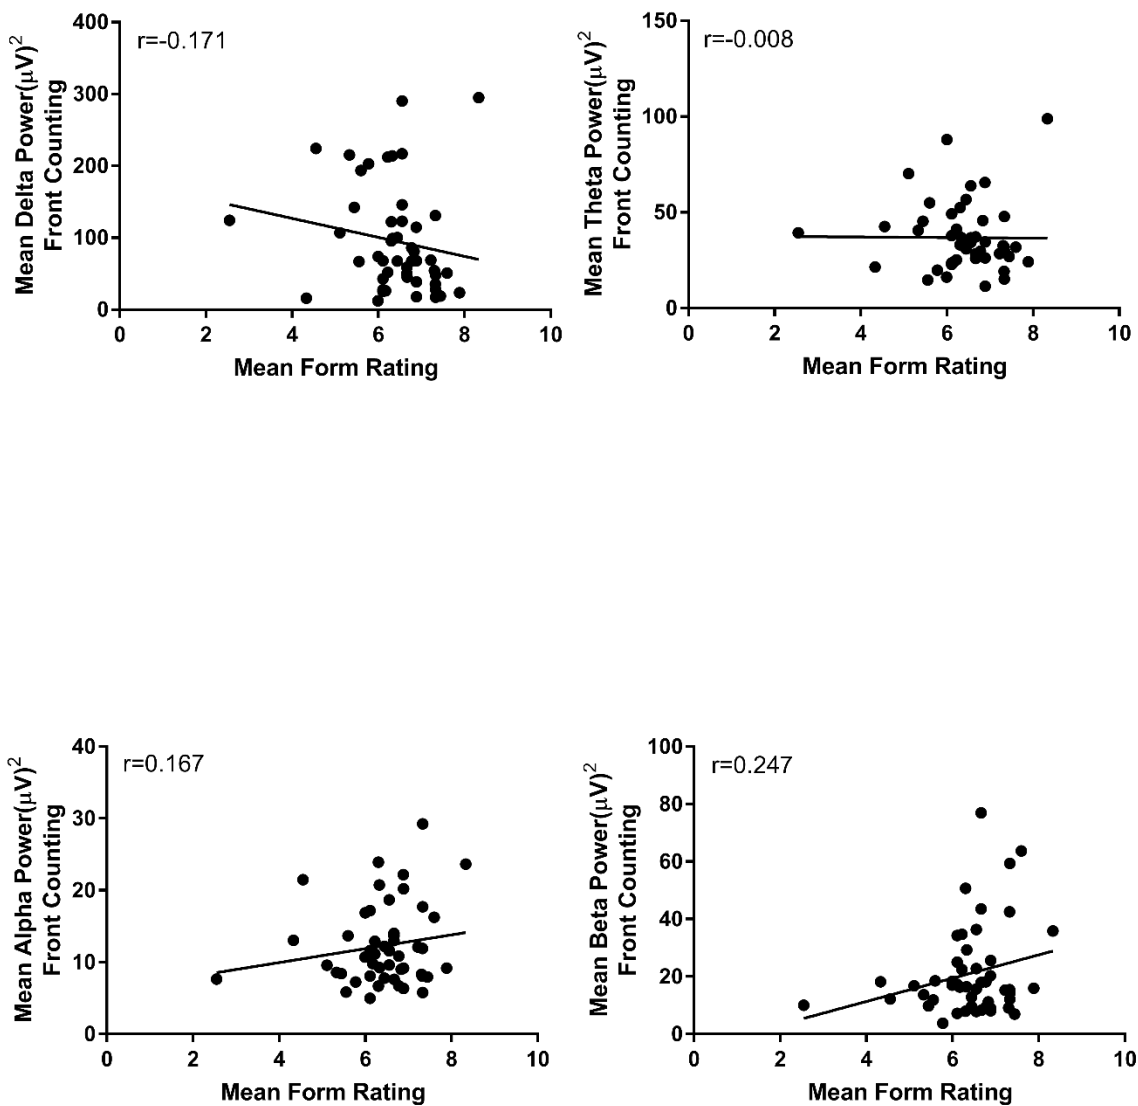 r=-0.171
Mean Delta Power(μV)²
Front Counting
400
300
200
100
0
0 2 4 6 8 10
Mean Form Rating
r=-0.008
Mean Theta Power(μV)²
Front Counting
150
100
50
0
0 2 4 6 8 10
Mean Form Rating
r=0.167
Mean Alpha Power(μV)²
Front Counting
40
30
20
10
0
0 2 4 6 8 10
Mean Form Rating
r=0.247
Mean Beta Power(μV)²
Front Counting
100
80
60
40
20
0
0 2 4 6 8 10
Mean Form Rating